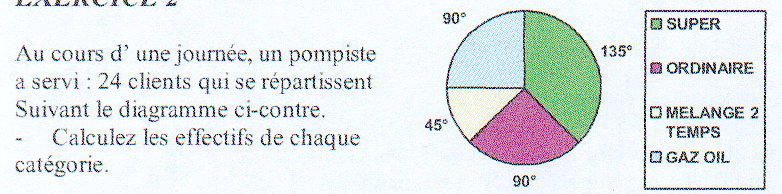 EXERCICE 2
Au cours d' une journée, un pompiste
a servi : 24 clients qui se répartissent
Suivant le diagramme ci-contre.
- Calculez les effectifs de chaque
catégorie.
90°
135°
45°
90°
SUPER
ORDINAIRE
MELANGE 2
TEMPS
GAZ OIL